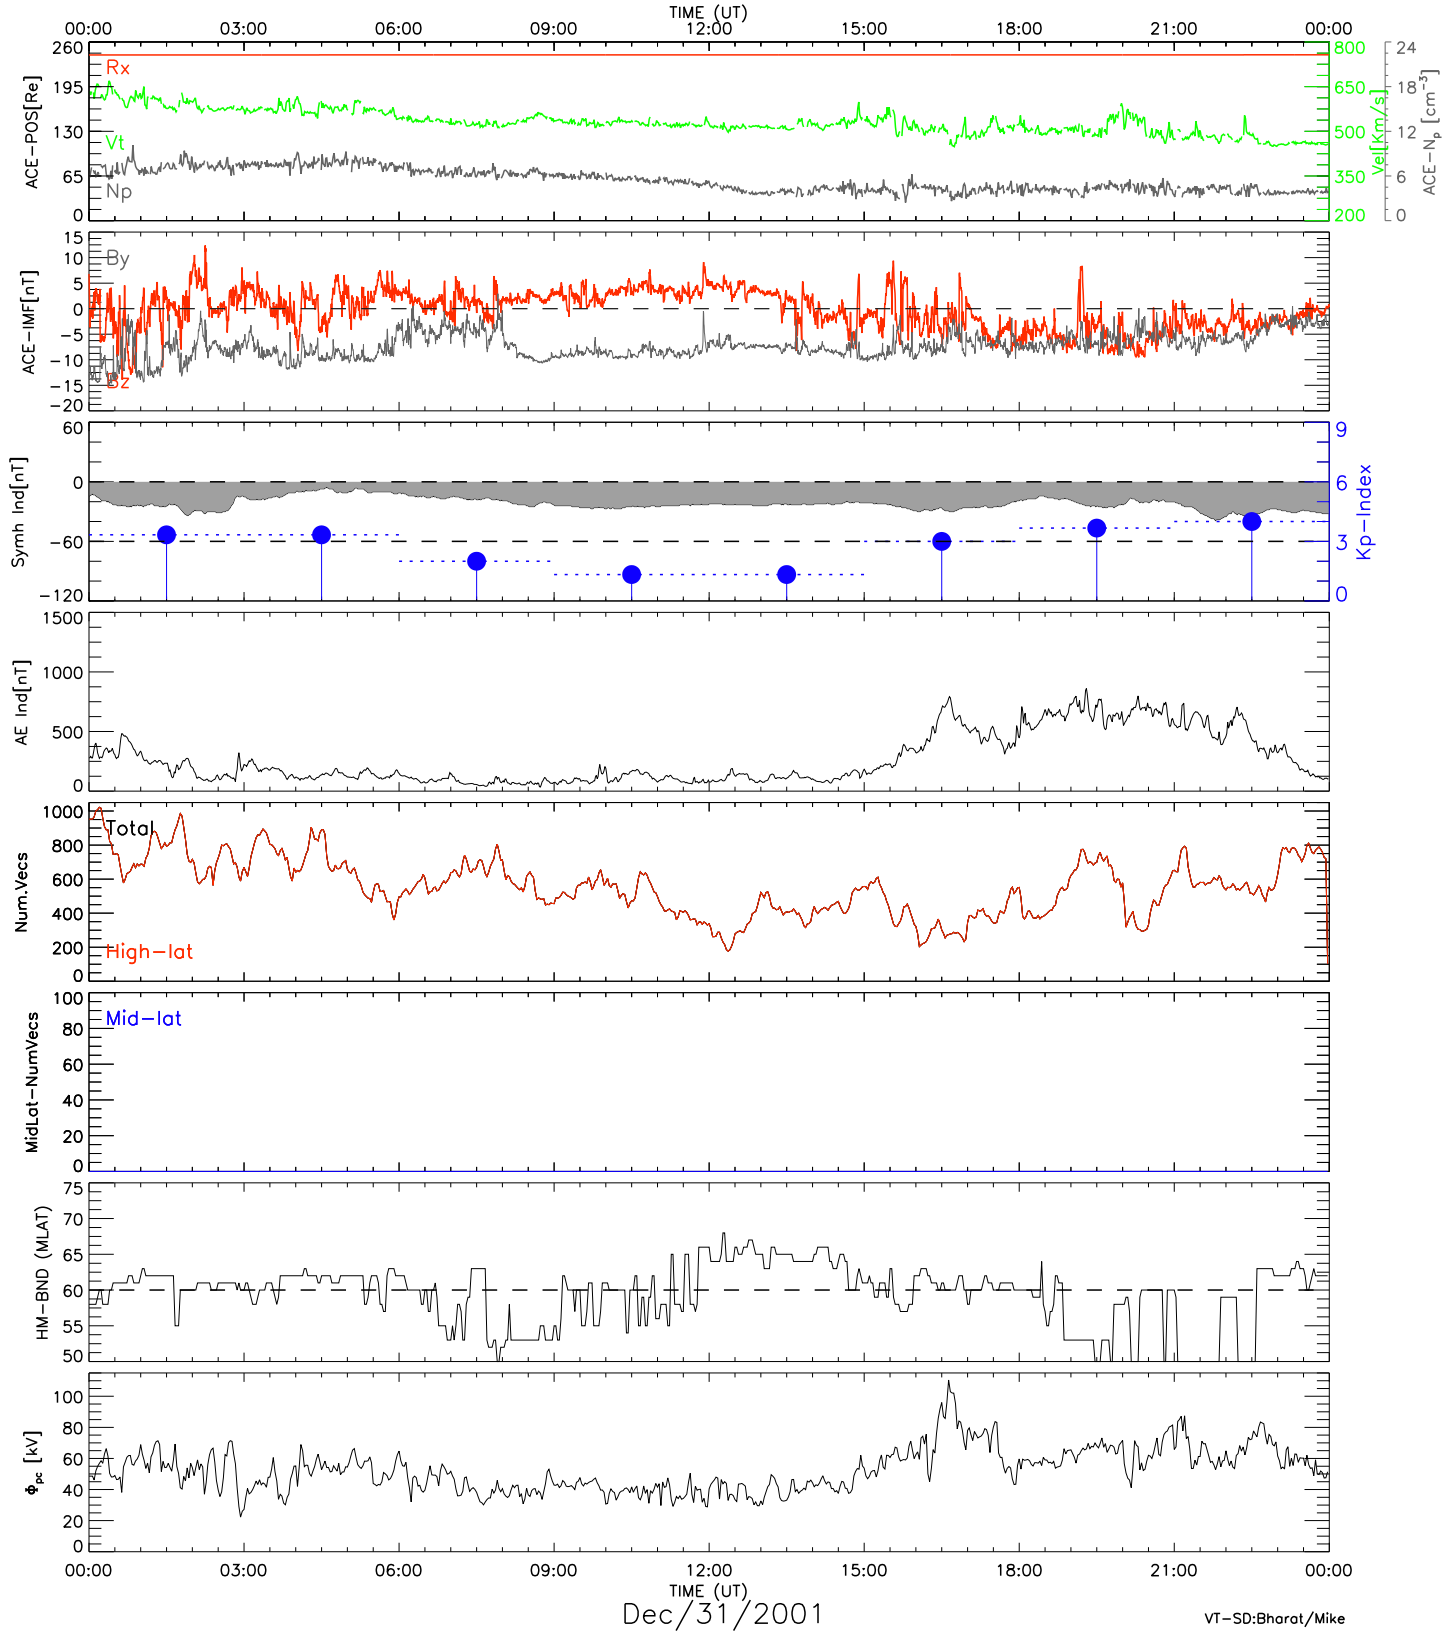 TIME (UT)
00:00 03:00 06:00 09:00 12:00 15:00 18:00 21:00 00:00
ACE-POS[Re]
260
195
130
65
0
Rx
Vt
Np
800
650
500
350
200
Vel[Km/s]
24
18
12
6
0
ACE-Np [cm⁻³]
ACE-IMF[nT]
15
10
5
0
-5
-10
-15
-20
By
Bz
Symh Ind[nT]
60
0
-60
-120
9
6
3
0
Kp-Index
AE Ind[nT]
1500
1000
500
0
Num.Vecs
1000
800
600
400
200
0
Total
High-lat
MidLat-NumVecs
100
80
60
40
20
0
Mid-lat
HM-BND (MLAT)
75
70
65
60
55
50
Φpc [kV]
100
80
60
40
20
0
00:00 03:00 06:00 09:00 12:00 15:00 18:00 21:00 00:00
TIME (UT)
Dec/31/2001
VT-SD:Bharat/Mike